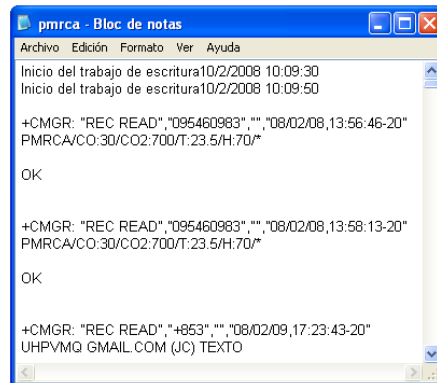 pmrca - Bloc de notas
Archivo Edición Formato Ver Ayuda
Inicio del trabajo de escritura10/2/2008 10:09:30
Inicio del trabajo de escritura10/2/2008 10:09:50
+CMGR: "REC READ","095460983","","08/02/08,13:56:46-20"
PMRCA/CO:30/CO2:700/T:23.5/H:70/*
OK
+CMGR: "REC READ","095460983","","08/02/08,13:58:13-20"
PMRCA/CO:30/CO2:700/T:23.5/H:70/*
OK
+CMGR: "REC READ","+853","","08/02/09,17:23:43-20"
UHPVMQ GMAIL.COM (JC) TEXTO